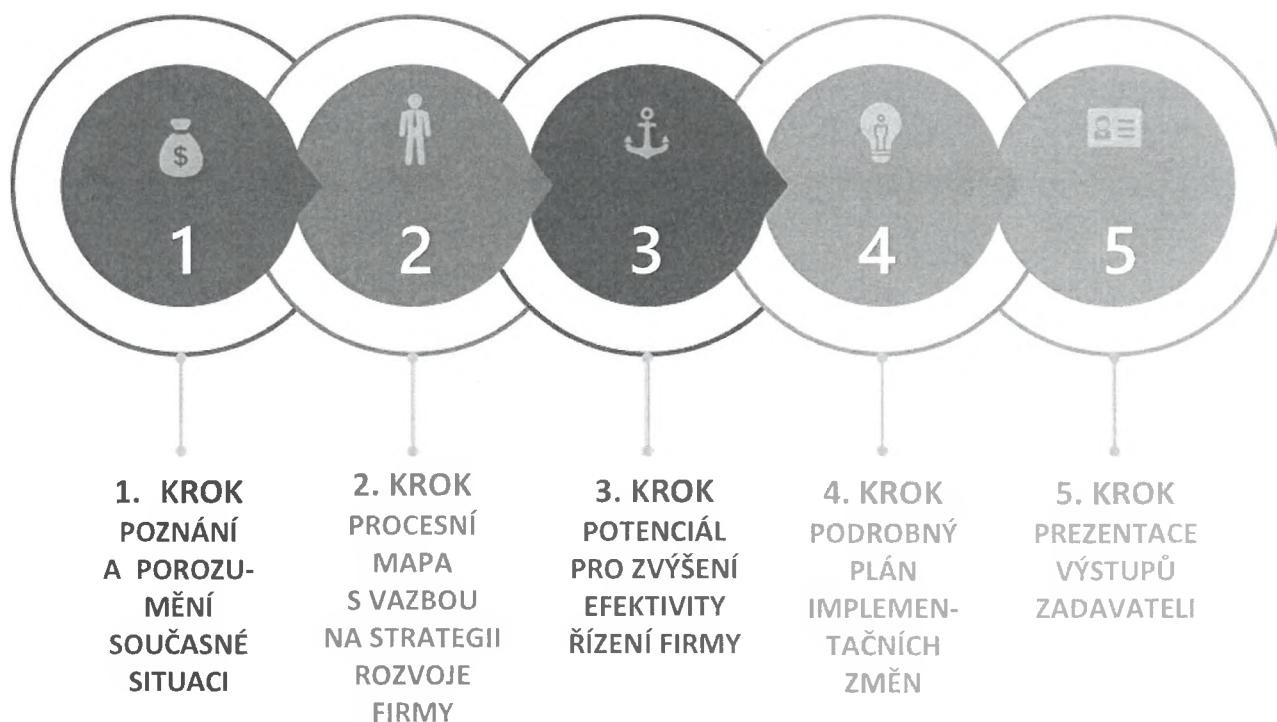 $
1
2
3
4
5
1. KROK
POZNÁNÍ
A POROZU-
MĚNÍ
SOUČASNÉ
SITUACI
2. KROK
PROCESNÍ
MAPA
S VAZBOU
NA STRATEGII
ROZVOJE
FIRMY
3. KROK
POTENCIÁL
PRO ZVÝŠENÍ
EFEKTIVITY
ŘÍZENÍ FIRMY
4. KROK
PODROBNÝ
PLÁN
IMPLEMEN-
TAČNÍCH
ZMĚN
5. KROK
PREZENTACE
VÝSTUPŮ
ZADAVATELI